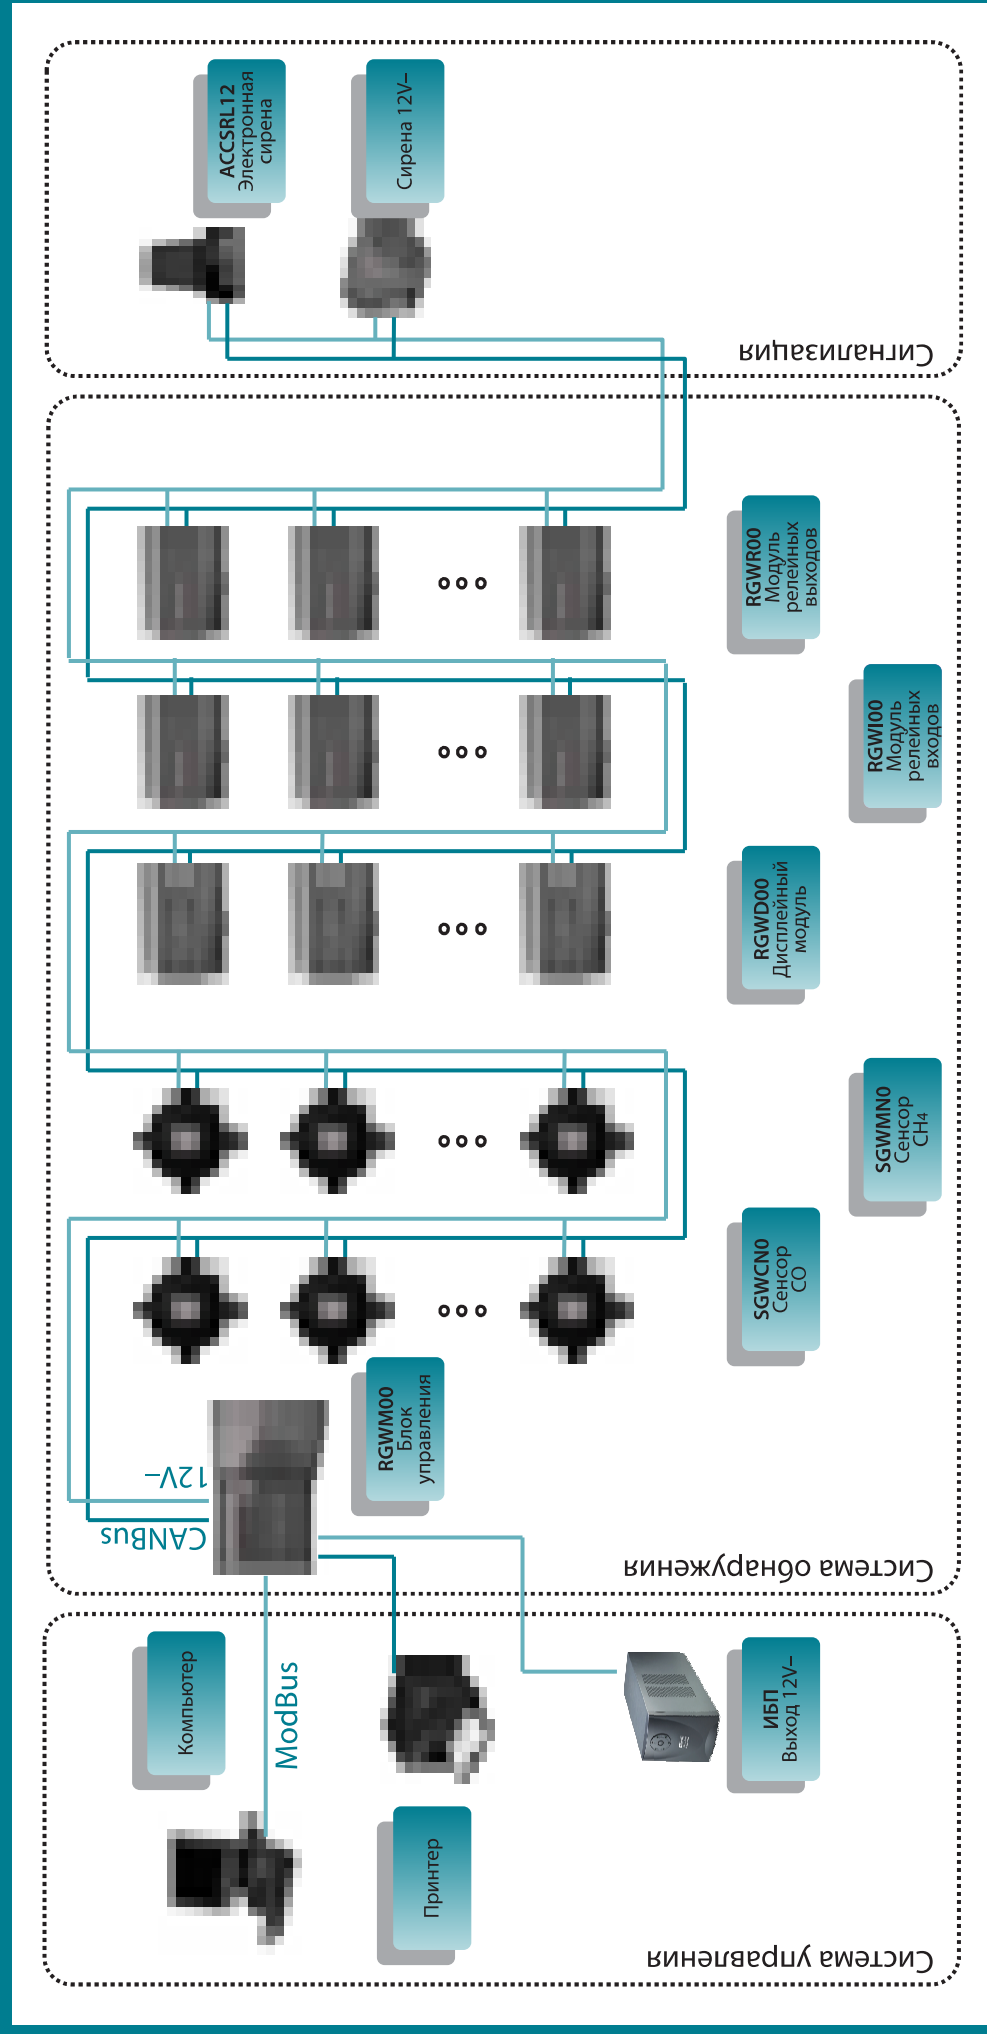 ACCSRL12
Электронная
сирена
Сирена 12V–
Сигнализация
RGWR00
Модуль
релейных
выходов
RGWI00
Модуль
релейных
входов
RGWD00
Дисплейный
модуль
SGWMN0
Сенсор
CH4
SGWCN0
Сенсор
CO
RGWM00
Блок
управления
12V–
CANBus
Система обнаружения
Компьютер
ModBus
ИБП
Выход 12V–
Принтер
Система управления